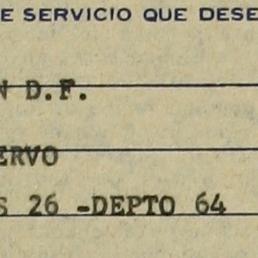 E SERVICIO QUE DESE
N D.F.
ERVO
S 26 -DEPTO 64